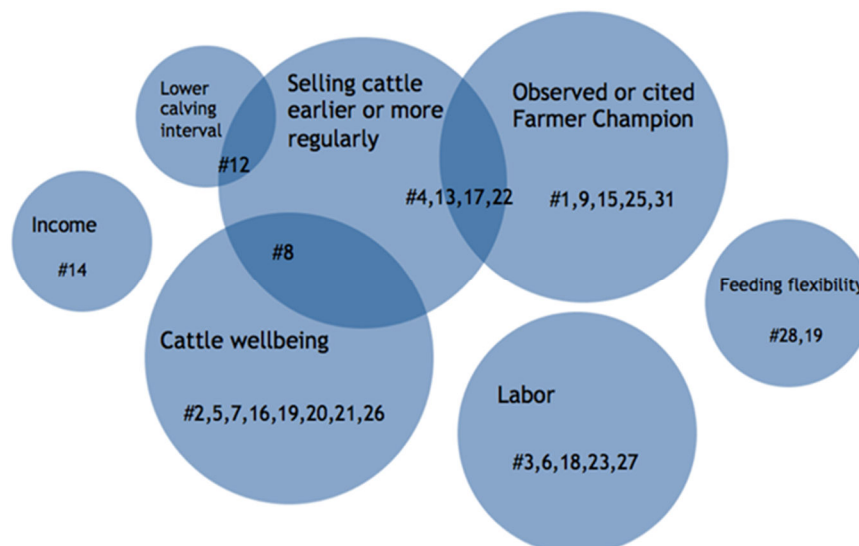 Lower
calving
interval
#12
Selling cattle
earlier or more
regularly
#4,13,17,22
Observed or cited
Farmer Champion
#1,9,15,25,31
Income
#14
#8
Cattle wellbeing
#2,5,7,16,19,20,21,26
Feeding flexibility
#28,19
Labor
#3,6,18,23,27